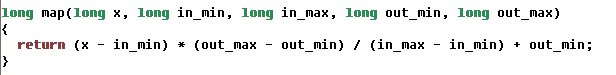 long map(long x, long in_min, long in_max, long out_min, long out_max)
{
  return (x - in_min) * (out_max - out_min) / (in_max - in_min) + out_min;
}